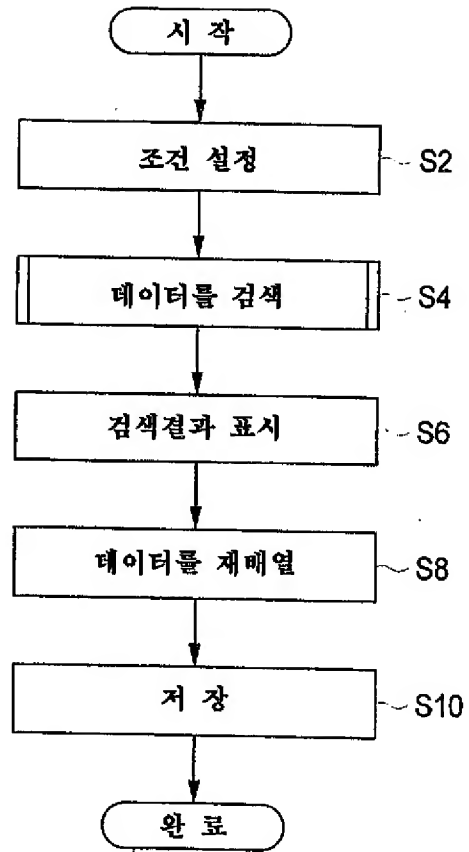 시 작
조건 설정
S2
데이터를 검색
S4
검색결과 표시
S6
데이터를 재배열
S8
저 장
S10
완 료